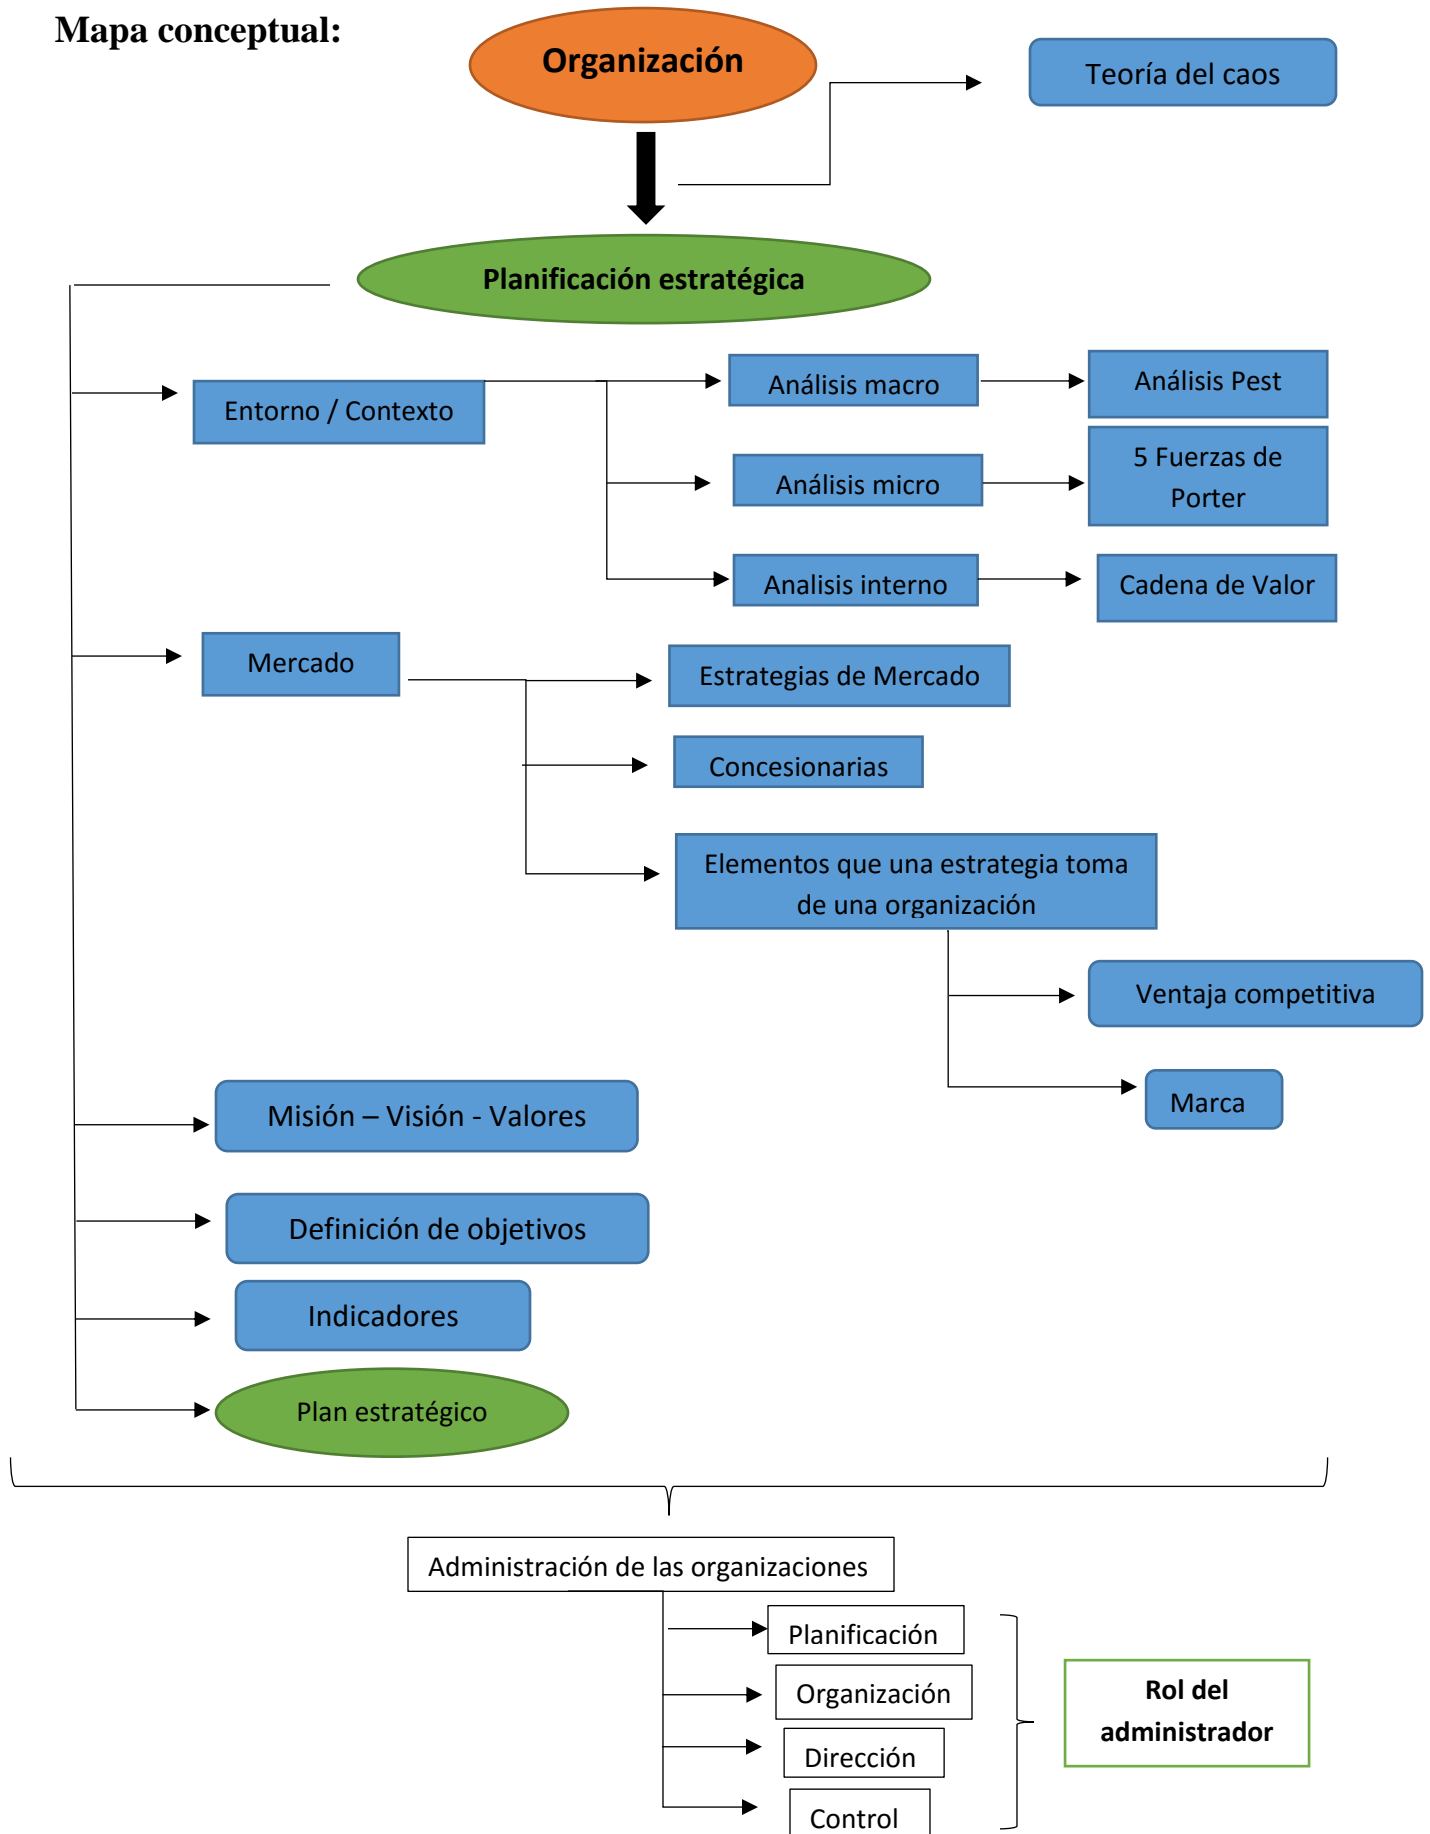 Mapa conceptual:
Organización
Teoría del caos
Planificación estratégica
Entorno / Contexto
Análisis macro
Análisis Pest
Análisis micro
5 Fuerzas de
Porter
Analisis interno
Cadena de Valor
Mercado
Estrategias de Mercado
Concesionarias
Elementos que una estrategia toma
de una organización
Ventaja competitiva
Marca
Misión – Visión - Valores
Definición de objetivos
Indicadores
Plan estratégico
Administración de las organizaciones
Planificación
Organización
Dirección
Control
Rol del
administrador